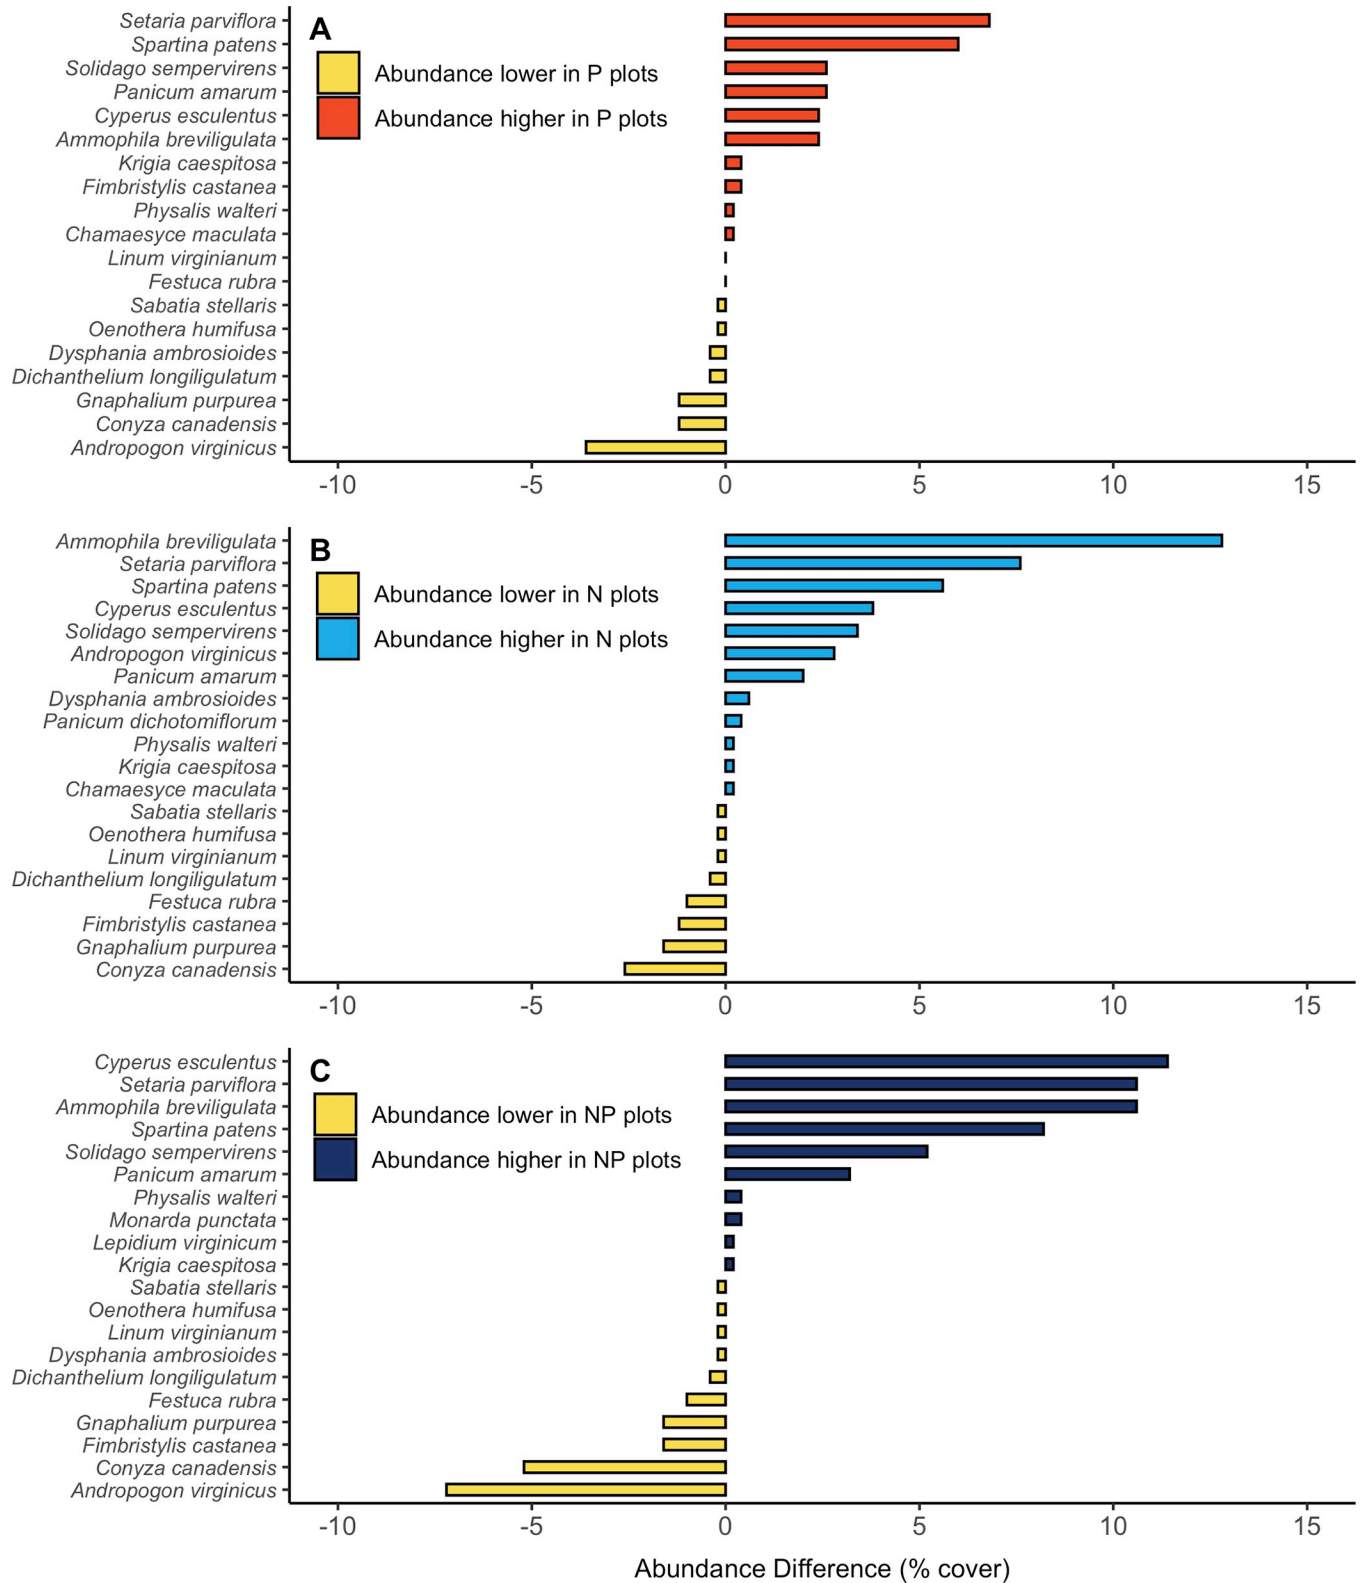 A
Abundance lower in P plots
Abundance higher in P plots
Setaria parviflora
Spartina patens
Solidago sempervirens
Panicum amarum
Cyperus esculentus
Ammophila breviligulata
Krigia caespitosa
Fimbristylis castanea
Physalis walteri
Chamaesyce maculata
Linum virginianum
Festuca rubra
Sabatia stellaris
Oenothera humifusa
Dysphania ambrosioides
Dichanthelium longiligulatum
Gnaphalium purpurea
Conyza canadensis
Andropogon virginicus
-10 -5 0 5 10 15
B
Abundance lower in N plots
Abundance higher in N plots
Ammophila breviligulata
Setaria parviflora
Spartina patens
Cyperus esculentus
Solidago sempervirens
Andropogon virginicus
Panicum amarum
Dysphania ambrosioides
Panicum dichotomiflorum
Physalis walteri
Krigia caespitosa
Chamaesyce maculata
Sabatia stellaris
Oenothera humifusa
Linum virginianum
Dichanthelium longiligulatum
Festuca rubra
Fimbristylis castanea
Gnaphalium purpurea
Conyza canadensis
-10 -5 0 5 10 15
C
Abundance lower in NP plots
Abundance higher in NP plots
Cyperus esculentus
Setaria parviflora
Ammophila breviligulata
Spartina patens
Solidago sempervirens
Panicum amarum
Physalis walteri
Monarda punctata
Lepidium virginicum
Krigia caespitosa
Sabatia stellaris
Oenothera humifusa
Linum virginianum
Dysphania ambrosioides
Dichanthelium longiligulatum
Festuca rubra
Gnaphalium purpurea
Fimbristylis castanea
Conyza canadensis
Andropogon virginicus
-10 -5 0 5 10 15
Abundance Difference (% cover)